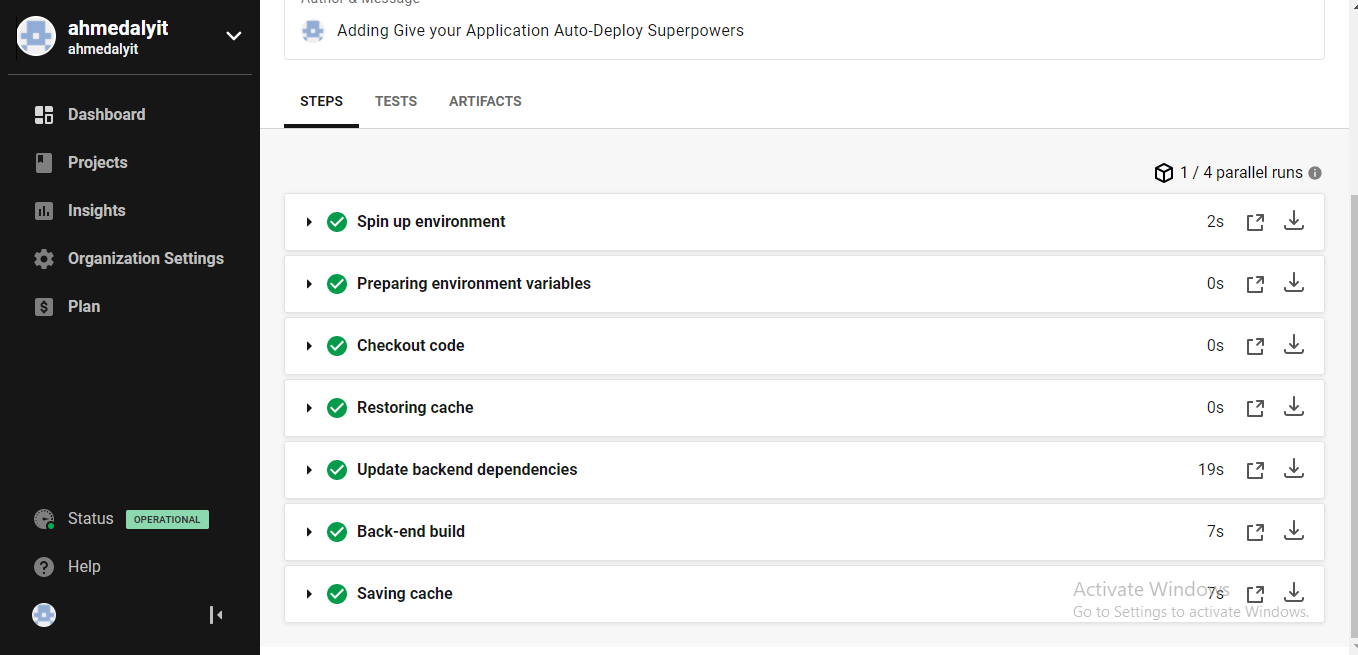 ahmedalyit
ahmedalyit
Dashboard
Projects
Insights
Organization Settings
Plan
Status OPERATIONAL
Help
Author & Message
Adding Give your Application Auto-Deploy Superpowers
STEPS TESTS ARTIFACTS
1 / 4 parallel runs
Spin up environment 2s
Preparing environment variables 0s
Checkout code 0s
Restoring cache 0s
Update backend dependencies 19s
Back-end build 7s
Saving cache 7s
Activate Windows
Go to Settings to activate Windows.